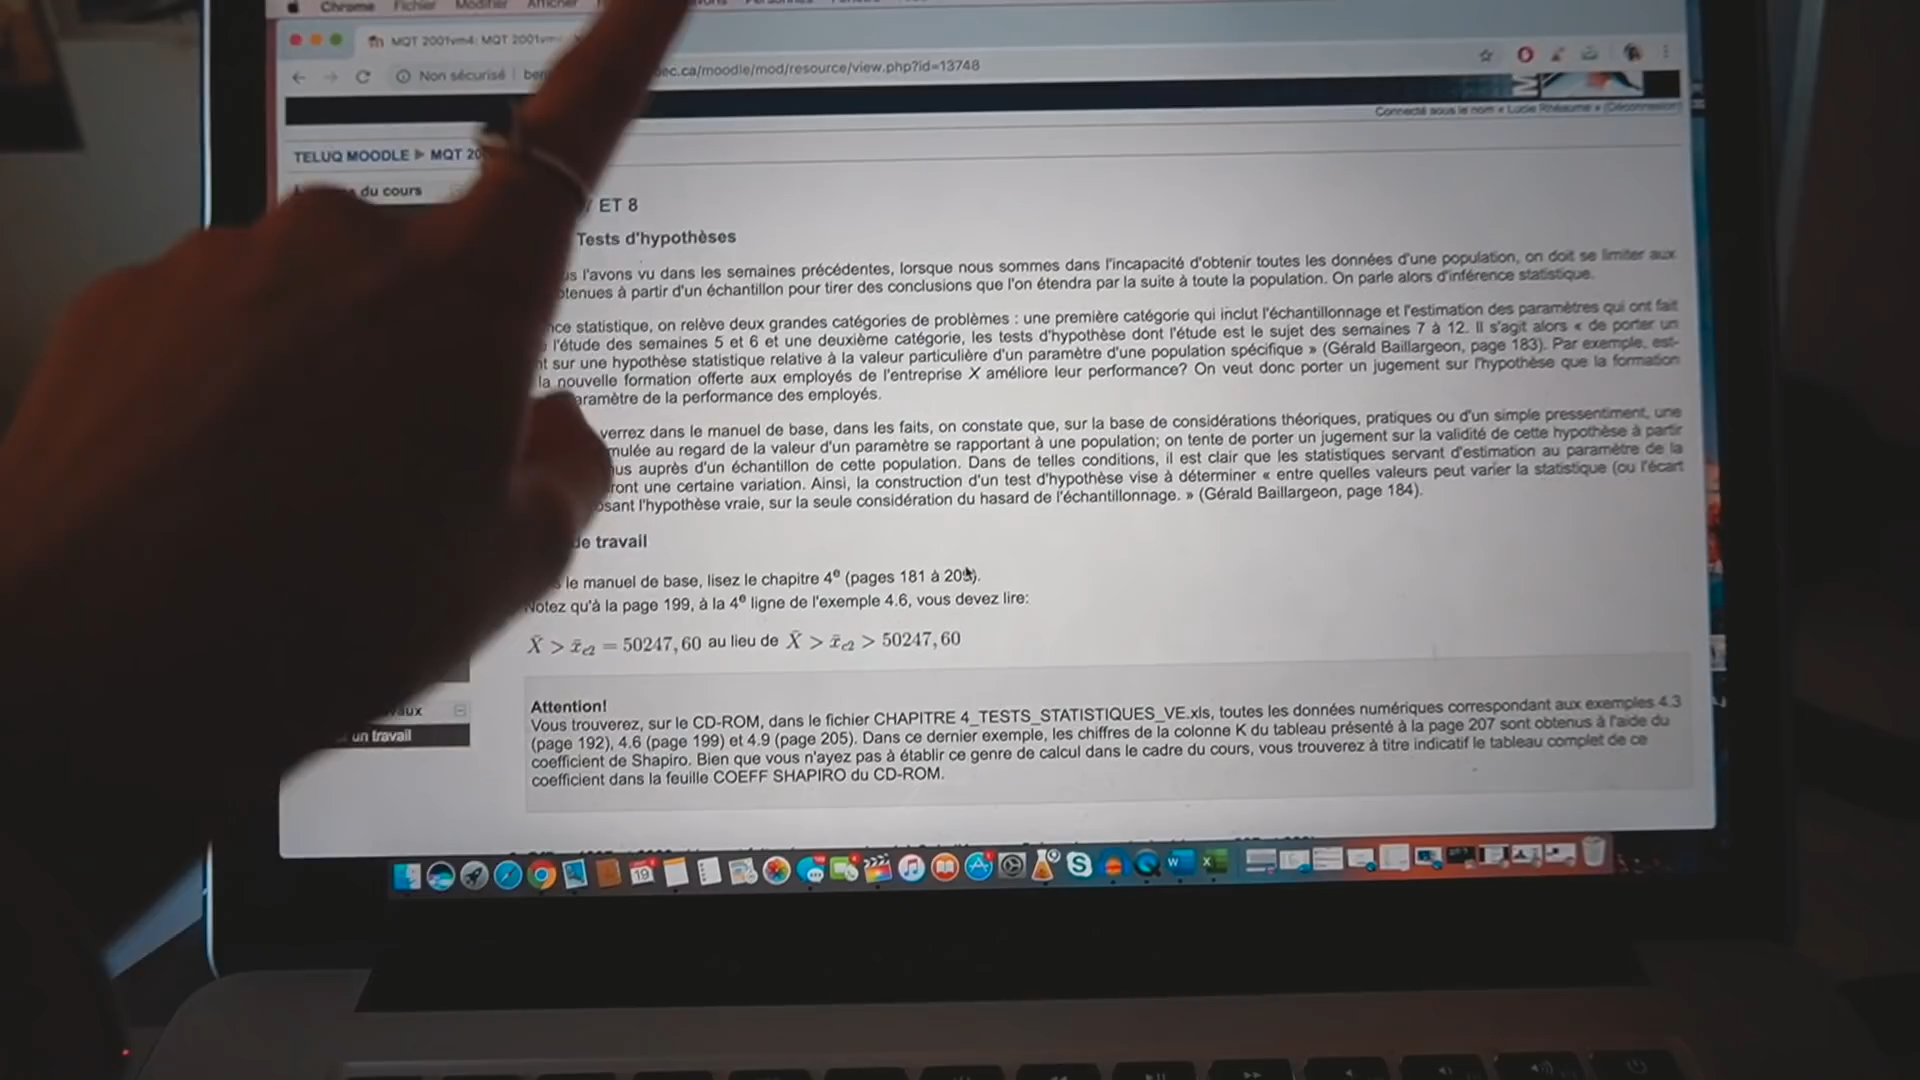 Chrome Fichier Modifier Afficher
MQT 2001vm4: MQT 2001vm
Non sécurisé | ber ec.ca/moodle/mod/resource/view.php?id=13748
Connecté sous le nom « Lucie Rhéaume » (Déconnexion)
TELUQ MOODLE ▶ MQT 20
du cours
ET 8
Tests d'hypothèses
us l'avons vu dans les semaines précédentes, lorsque nous sommes dans l'incapacité d'obtenir toutes les données d'une population, on doit se limiter aux
btenues à partir d'un échantillon pour tirer des conclusions que l'on étendra par la suite à toute la population. On parle alors d'inférence statistique.
nce statistique, on relève deux grandes catégories de problèmes : une première catégorie qui inclut l'échantillonnage et l'estimation des paramètres qui ont fait
l'étude des semaines 5 et 6 et une deuxième catégorie, les tests d'hypothèse dont l'étude est le sujet des semaines 7 à 12. Il s'agit alors « de porter un
nt sur une hypothèse statistique relative à la valeur particulière d'un paramètre d'une population spécifique » (Gérald Baillargeon, page 183). Par exemple, est-
la nouvelle formation offerte aux employés de l'entreprise X améliore leur performance? On veut donc porter un jugement sur l'hypothèse que la formation
aramètre de la performance des employés.
verrez dans le manuel de base, dans les faits, on constate que, sur la base de considérations théoriques, pratiques ou d'un simple pressentiment, une
mulée au regard de la valeur d'un paramètre se rapportant à une population; on tente de porter un jugement sur la validité de cette hypothèse à partir
us auprès d'un échantillon de cette population. Dans de telles conditions, il est clair que les statistiques servant d'estimation au paramètre de la
ront une certaine variation. Ainsi, la construction d'un test d'hypothèse vise à déterminer « entre quelles valeurs peut varier la statistique (ou l'écart
osant l'hypothèse vraie, sur la seule considération du hasard de l'échantillonnage. » (Gérald Baillargeon, page 184).
de travail
le manuel de base, lisez le chapitre 4e (pages 181 à 209).
Notez qu'à la page 199, à la 4e ligne de l'exemple 4.6, vous devez lire:
X̄ > x̄c2 = 50247,60 au lieu de X̄ > x̄c2 > 50247,60
aux
un travail
Attention!
Vous trouverez, sur le CD-ROM, dans le fichier CHAPITRE 4_TESTS_STATISTIQUES_VE.xls, toutes les données numériques correspondant aux exemples 4.3
(page 192), 4.6 (page 199) et 4.9 (page 205). Dans ce dernier exemple, les chiffres de la colonne K du tableau présenté à la page 207 sont obtenus à l'aide du
coefficient de Shapiro. Bien que vous n'ayez pas à établir ce genre de calcul dans le cadre du cours, vous trouverez à titre indicatif le tableau complet de ce
coefficient dans la feuille COEFF SHAPIRO du CD-ROM.
19